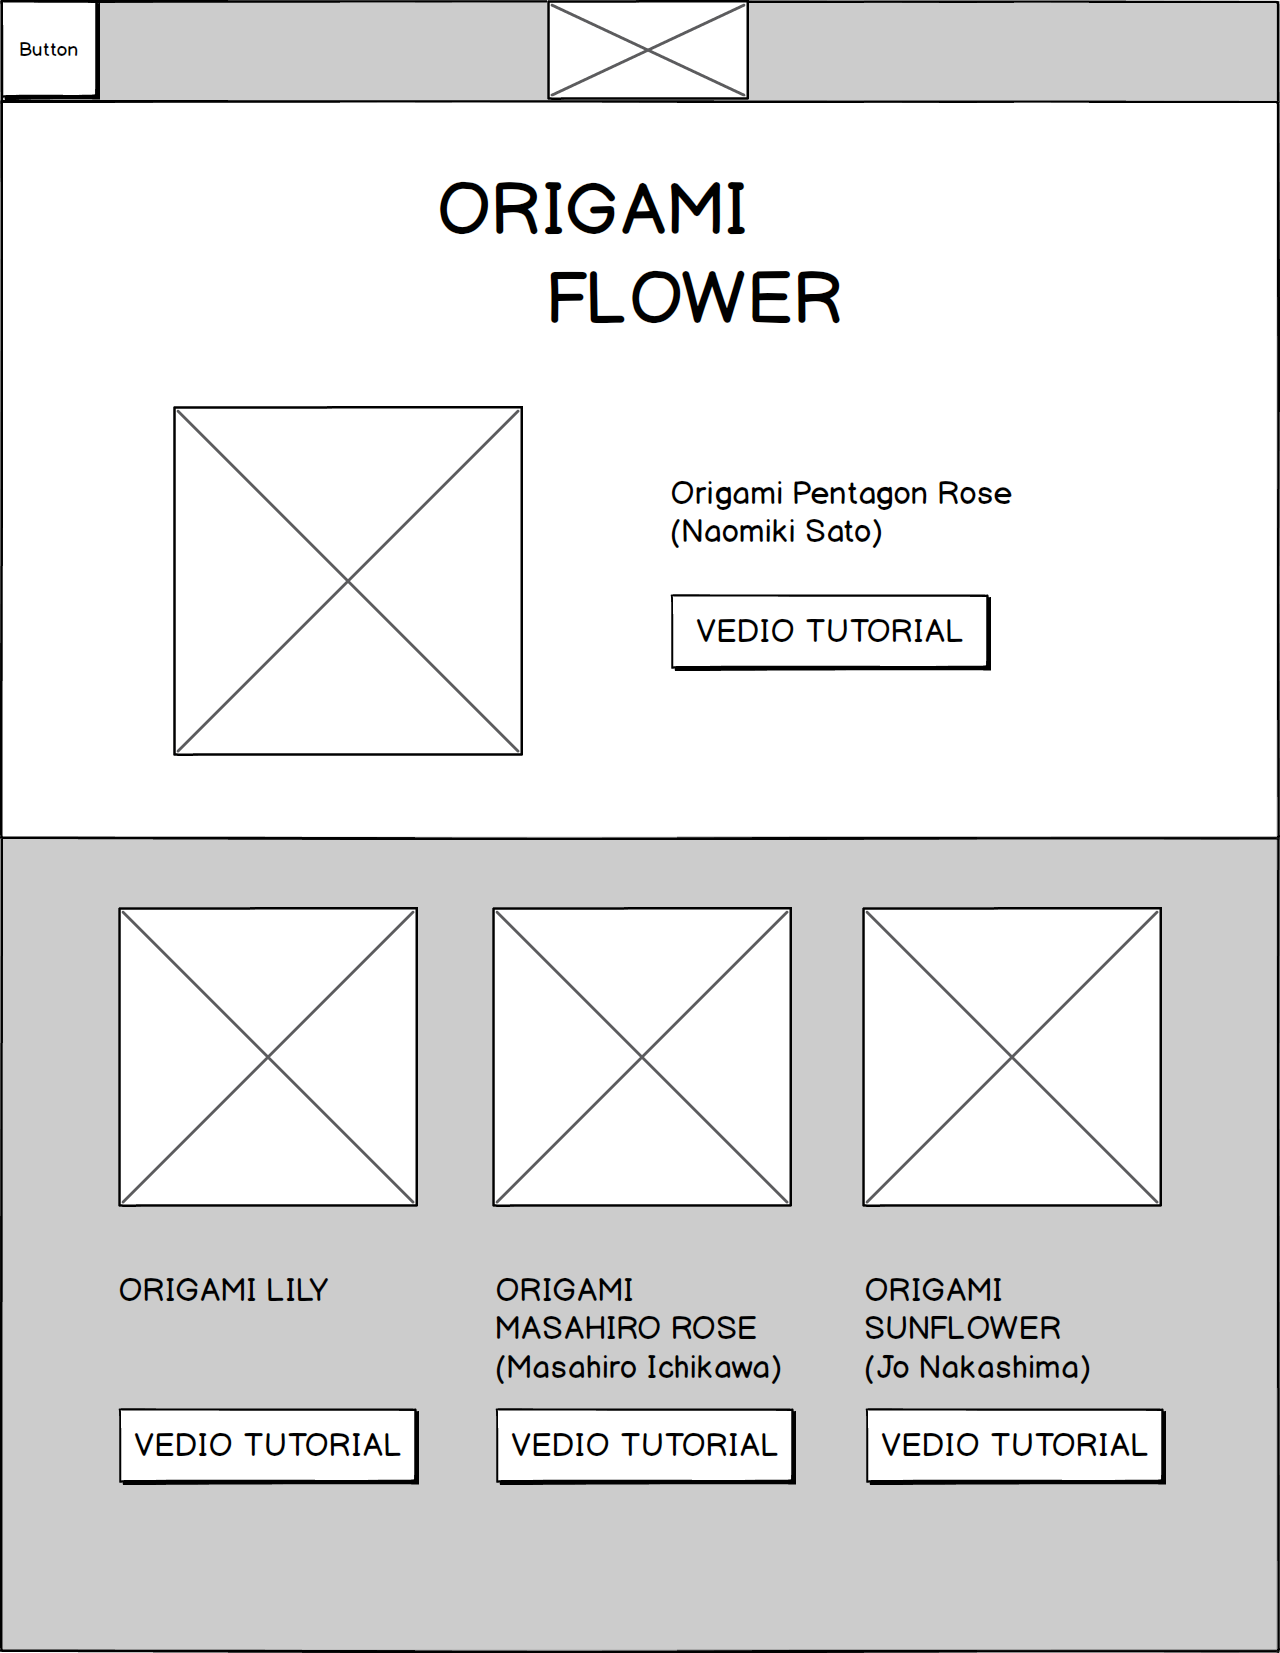 Button
ORIGAMI
FLOWER
Origami Pentagon Rose
(Naomiki Sato)
VEDIO TUTORIAL
ORIGAMI LILY
ORIGAMI
MASAHIRO ROSE
(Masahiro Ichikawa)
ORIGAMI
SUNFLOWER
(Jo Nakashima)
VEDIO TUTORIAL
VEDIO TUTORIAL
VEDIO TUTORIAL